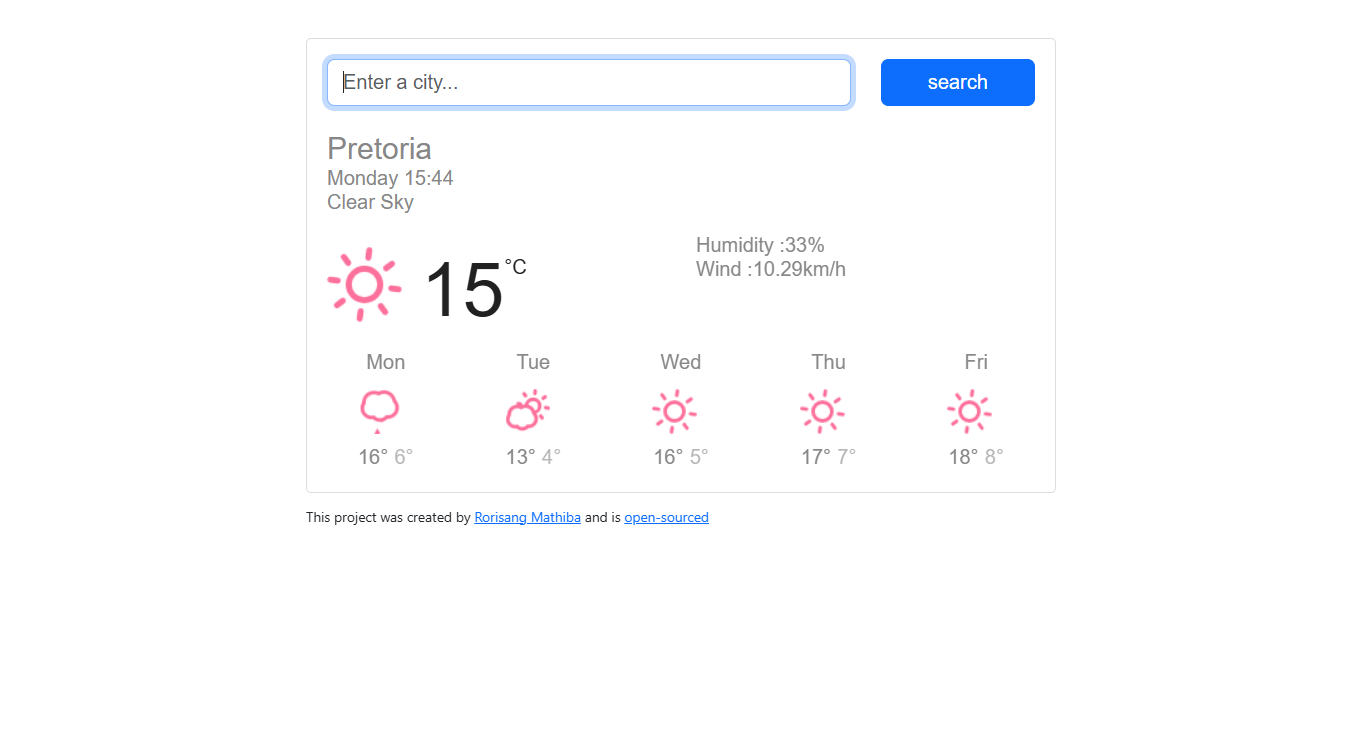 Enter a city...
search
Pretoria
Monday 15:44
Clear Sky
15 °C
Humidity :33%
Wind :10.29km/h
Mon Tue Wed Thu Fri
16° 6° 13° 4° 16° 5° 17° 7° 18° 8°
This project was created by Rorisang Mathiba and is open-sourced